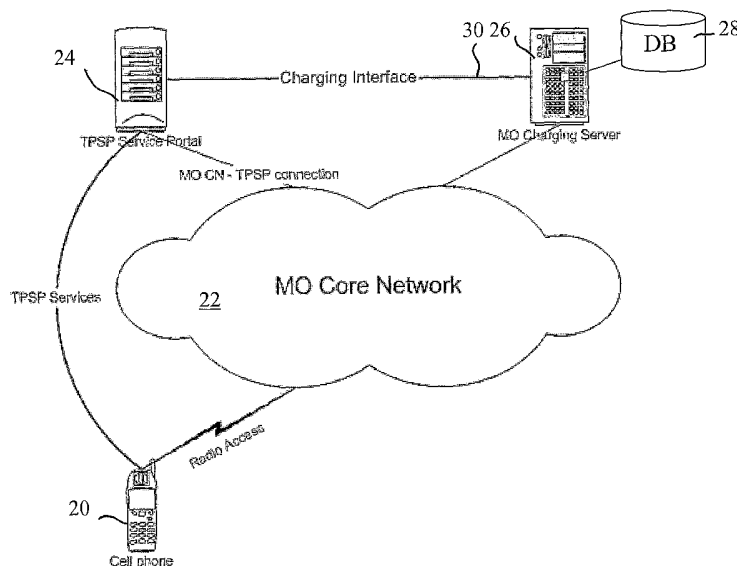 24
TPSP Service Portal
Charging Interface
30
26
DB
28
MO Charging Server
MO CN - TPSP connection
TPSP Services
22
MO Core Network
Radio Access
20
Cell phone